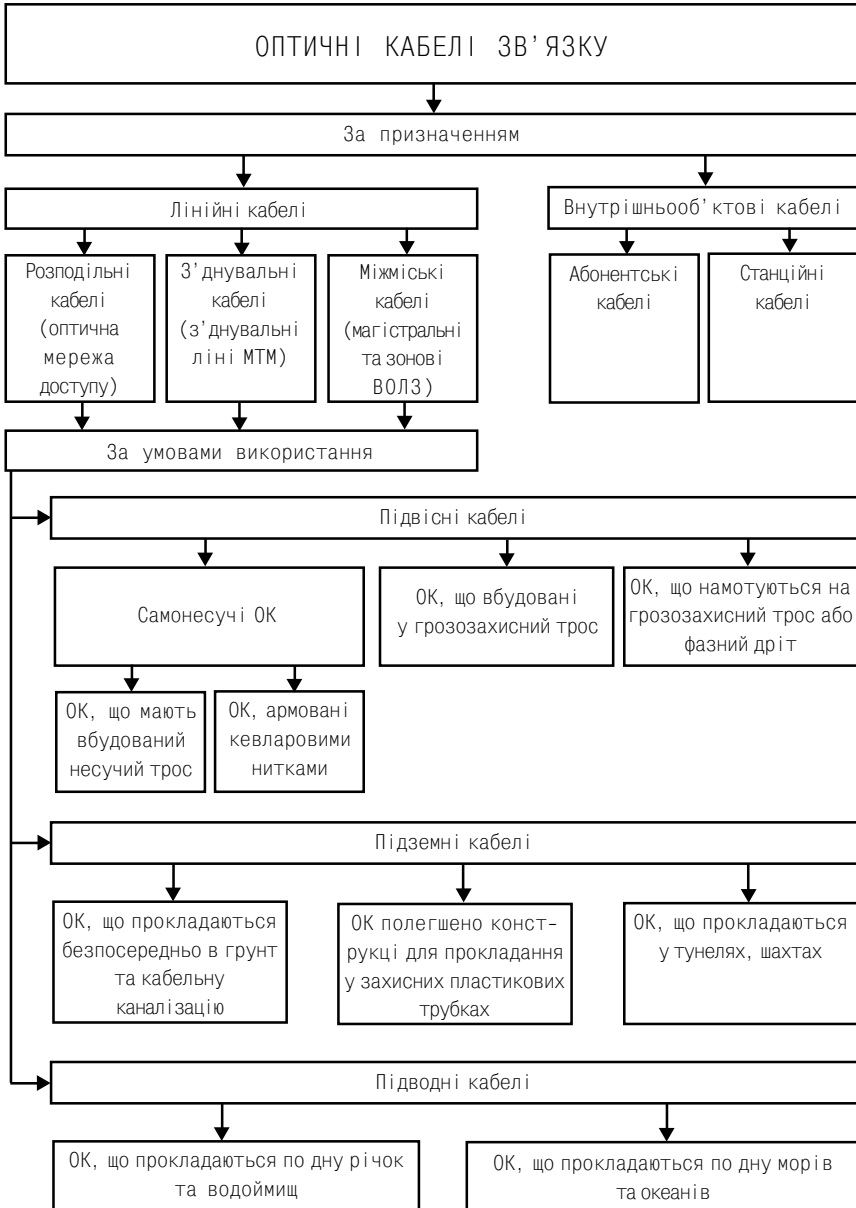 ОПТИЧНІ КАБЕЛІ ЗВ'ЯЗКУ
За призначенням
Лінійні кабелі
Внутрішньооб'ктові кабелі
Розподільні
кабелі
(оптична
мережа
доступу)
З'днувальні
кабелі
(з'днувальні
ліні МТМ)
Міжміські
кабелі
(магістральні
та зонові
ВОЛЗ)
Абонентські
кабелі
Станційні
кабелі
За умовами використання
Підвісні кабелі
Самонесучі ОК
ОК, що вбудовані
у грозозахисний трос
ОК, що намотуються на
грозозахисний трос або
фазний дріт
ОК, що мають
вбудований
несучий трос
ОК, армовані
кевларовими
нитками
Підземні кабелі
ОК, що прокладаються
безпосередньо в грунт
та кабельну
каналізацію
ОК полегшено конст-
рукці для прокладання
у захисних пластикових
трубках
ОК, що прокладаються
у тунелях, шахтах
Підводні кабелі
ОК, що прокладаються по дну річок
та водоймищ
ОК, що прокладаються по дну морів
та океанів